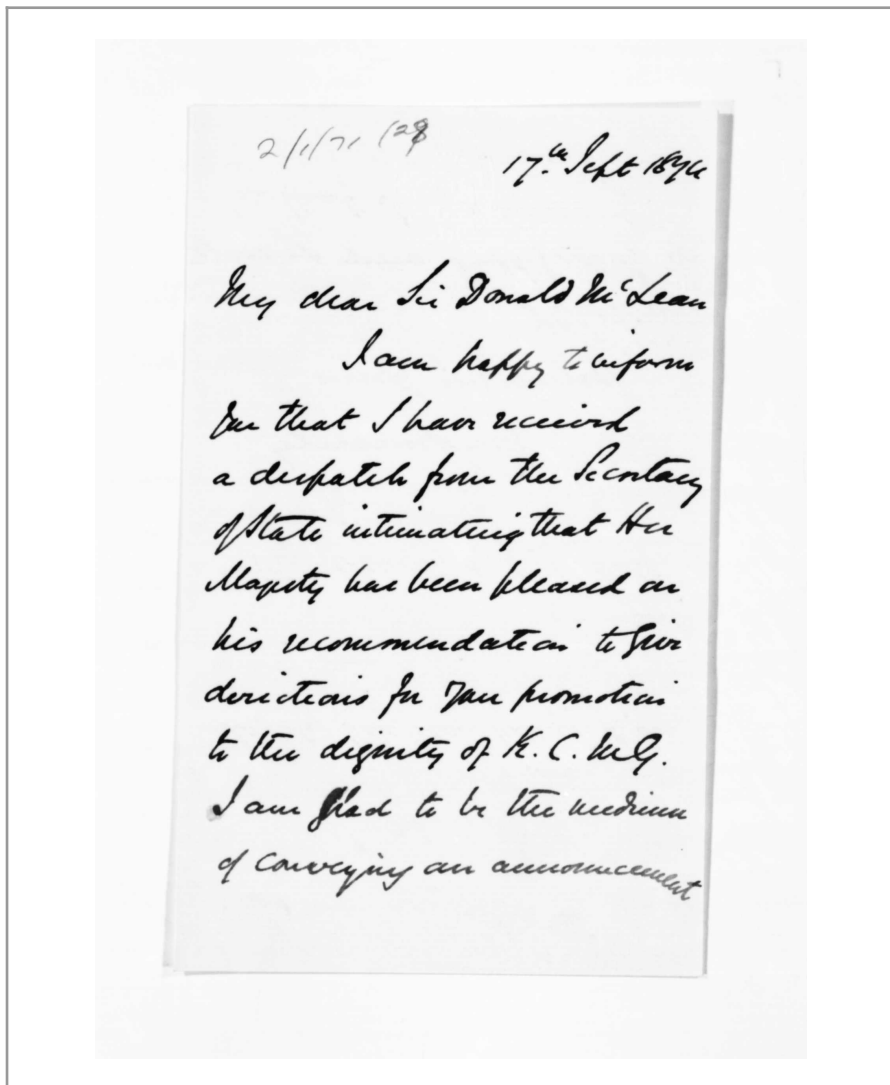 2/1/71 (28
17th Sept 1874
My dear Sir Donald McLean
I am happy to inform
you that I have received
a despatch from the Secretary
of State intimating that Her
Majesty has been pleased on
his recommendation to give
directions for your promotion
to the dignity of K. C. M G.
I am glad to be the medium
of conveying an announcement